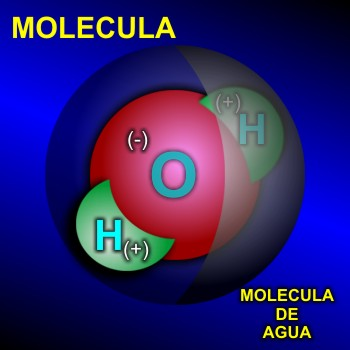 MOLECULA
(+)
H
(-)
O
H
(+)
MOLECULA
DE
AGUA